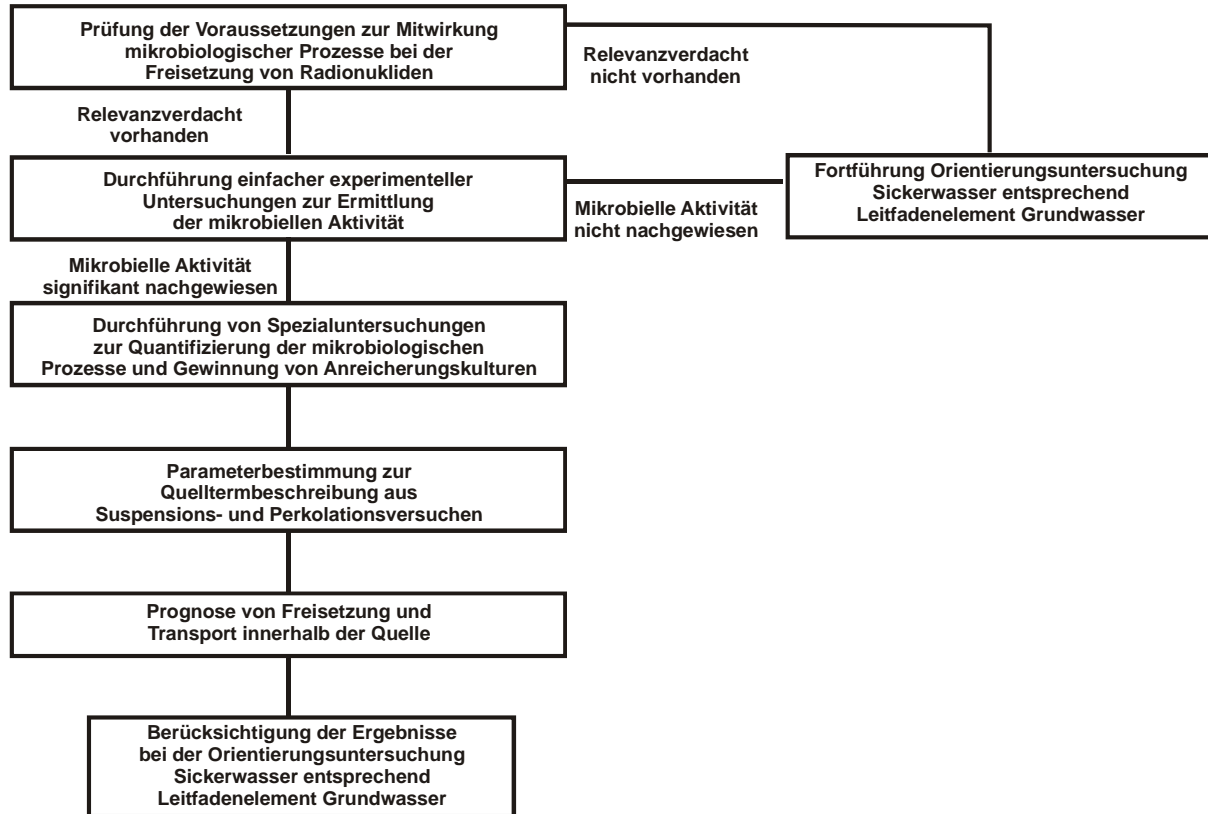 Prüfung der Voraussetzungen zur Mitwirkung
mikrobiologischer Prozesse bei der
Freisetzung von Radionukliden
Relevanzverdacht
nicht vorhanden
Relevanzverdacht
vorhanden
Durchführung einfacher experimenteller
Untersuchungen zur Ermittlung
der mikrobiellen Aktivität
Fortführung Orientierungsuntersuchung
Sickerwasser entsprechend
Leitfadenelement Grundwasser
Mikrobielle Aktivität
nicht nachgewiesen
Mikrobielle Aktivität
signifikant nachgewiesen
Durchführung von Spezialuntersuchungen
zur Quantifizierung der mikrobiologischen
Prozesse und Gewinnung von Anreicherungskulturen
Parameterbestimmung zur
Quelltermbeschreibung aus
Suspensions- und Perkolationsversuchen
Prognose von Freisetzung und
Transport innerhalb der Quelle
Berücksichtigung der Ergebnisse
bei der Orientierungsuntersuchung
Sickerwasser entsprechend
Leitfadenelement Grundwasser